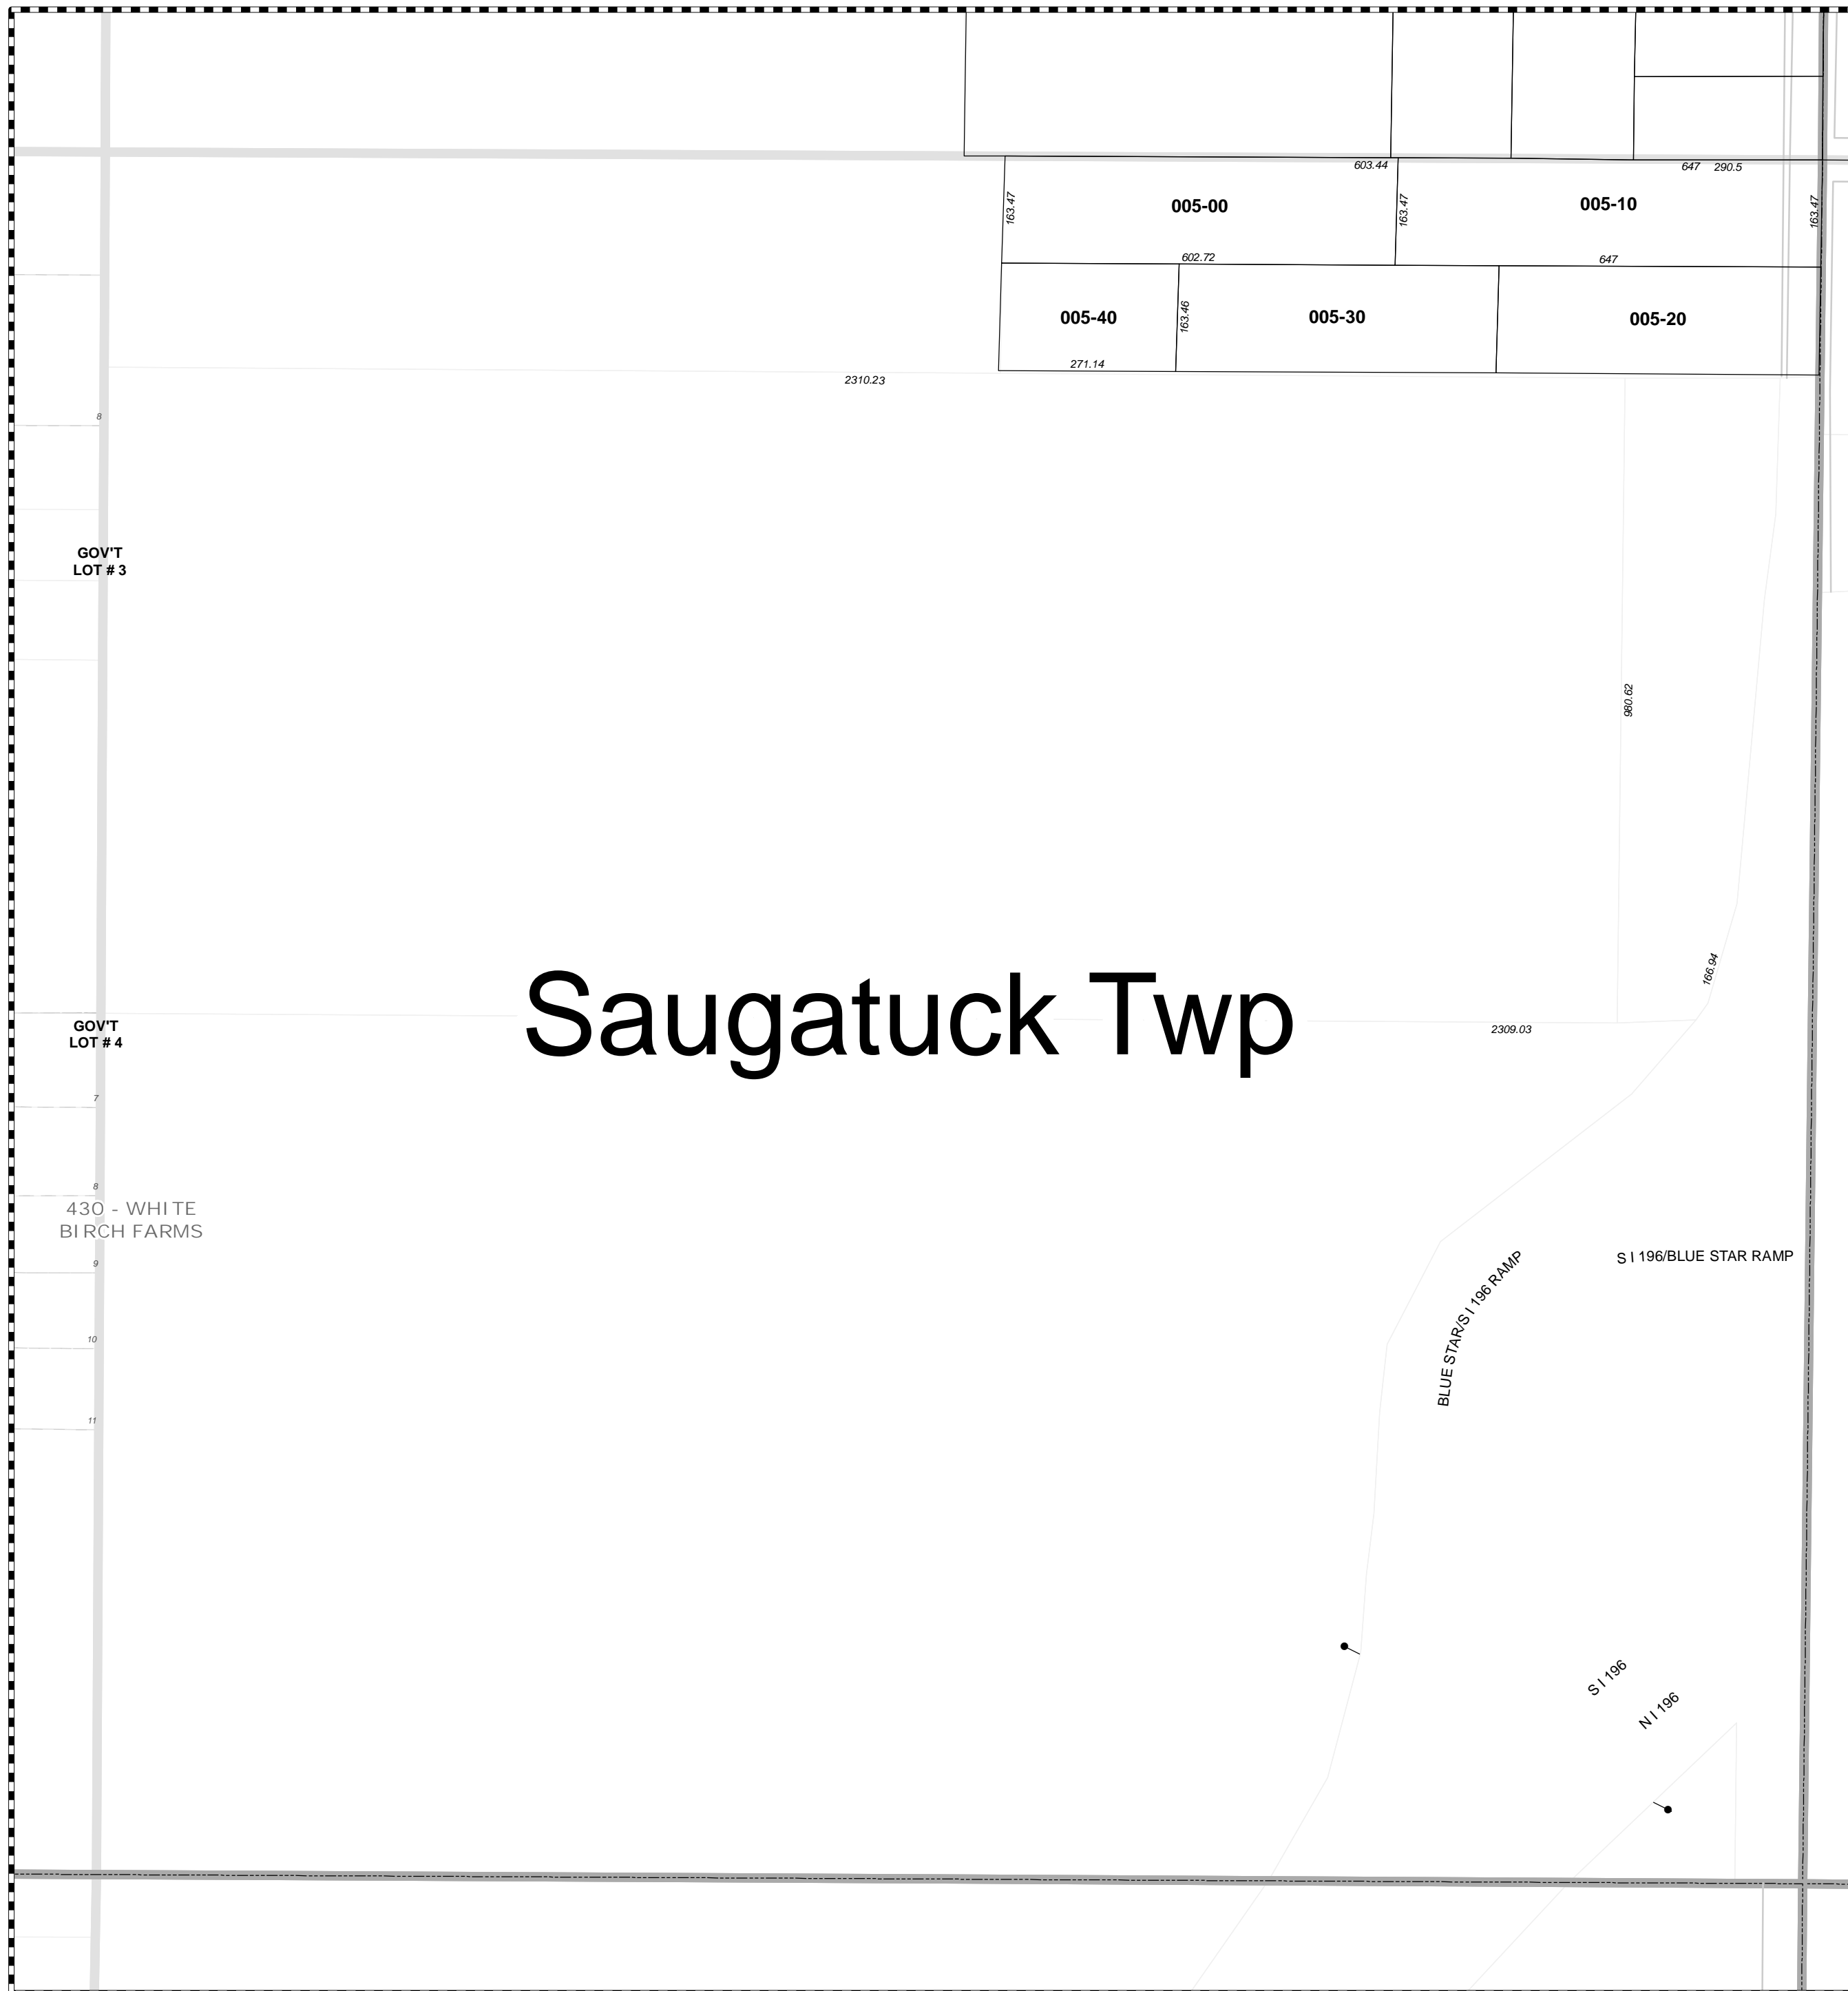 603.44
647
290.5
163.47
005-00
163.47
005-10
163.47
602.72
647
005-40
163.46
005-30
005-20
271.14
2310.23
8
GOV'T
LOT # 3
980.62
166.94
Saugatuck Twp
GOV'T
LOT # 4
2309.03
7
8
430 - WHITE
BIRCH FARMS
9
BLUE STAR/S I 196 RAMP
S I 196/BLUE STAR RAMP
10
11
S I 196
N I 196